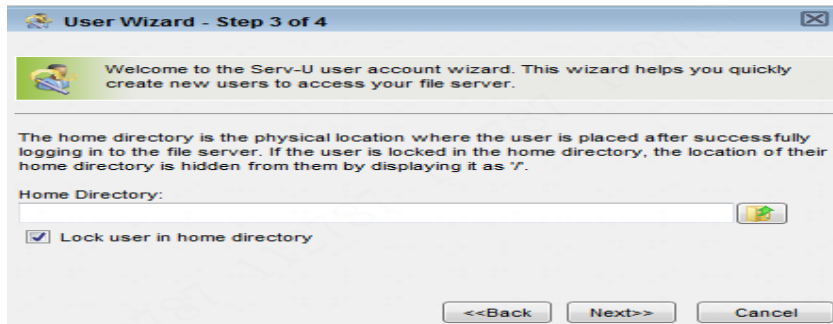 User Wizard - Step 3 of 4
Welcome to the Serv-U user account wizard. This wizard helps you quickly
create new users to access your file server.
The home directory is the physical location where the user is placed after successfully
logging in to the file server. If the user is locked in the home directory, the location of their
home directory is hidden from them by displaying it as '/'.
Home Directory:
Lock user in home directory
<<Back Next>> Cancel